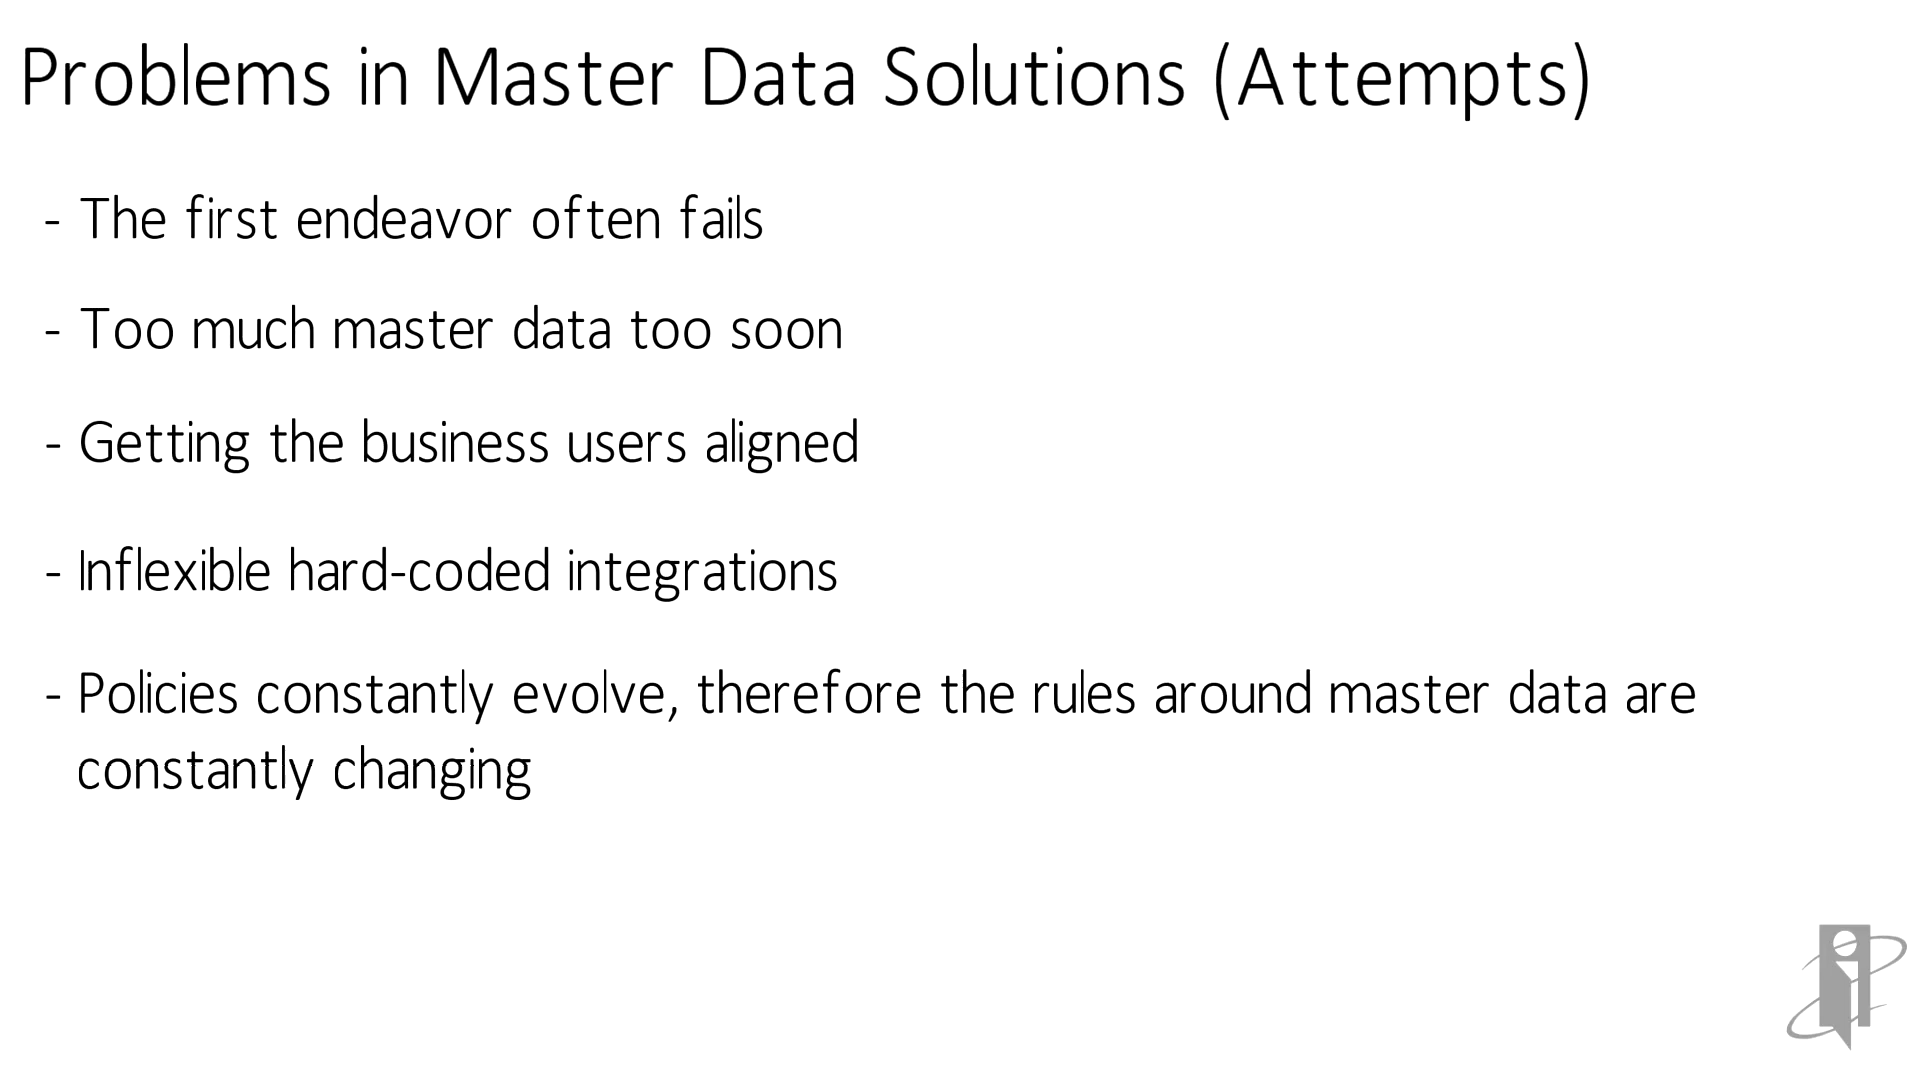 Problems in Master Data Solutions (Attempts)
- The first endeavor often fails
- Too much master data too soon
- Getting the business users aligned
- Inflexible hard-coded integrations
- Policies constantly evolve, therefore the rules around master data are
constantly changing